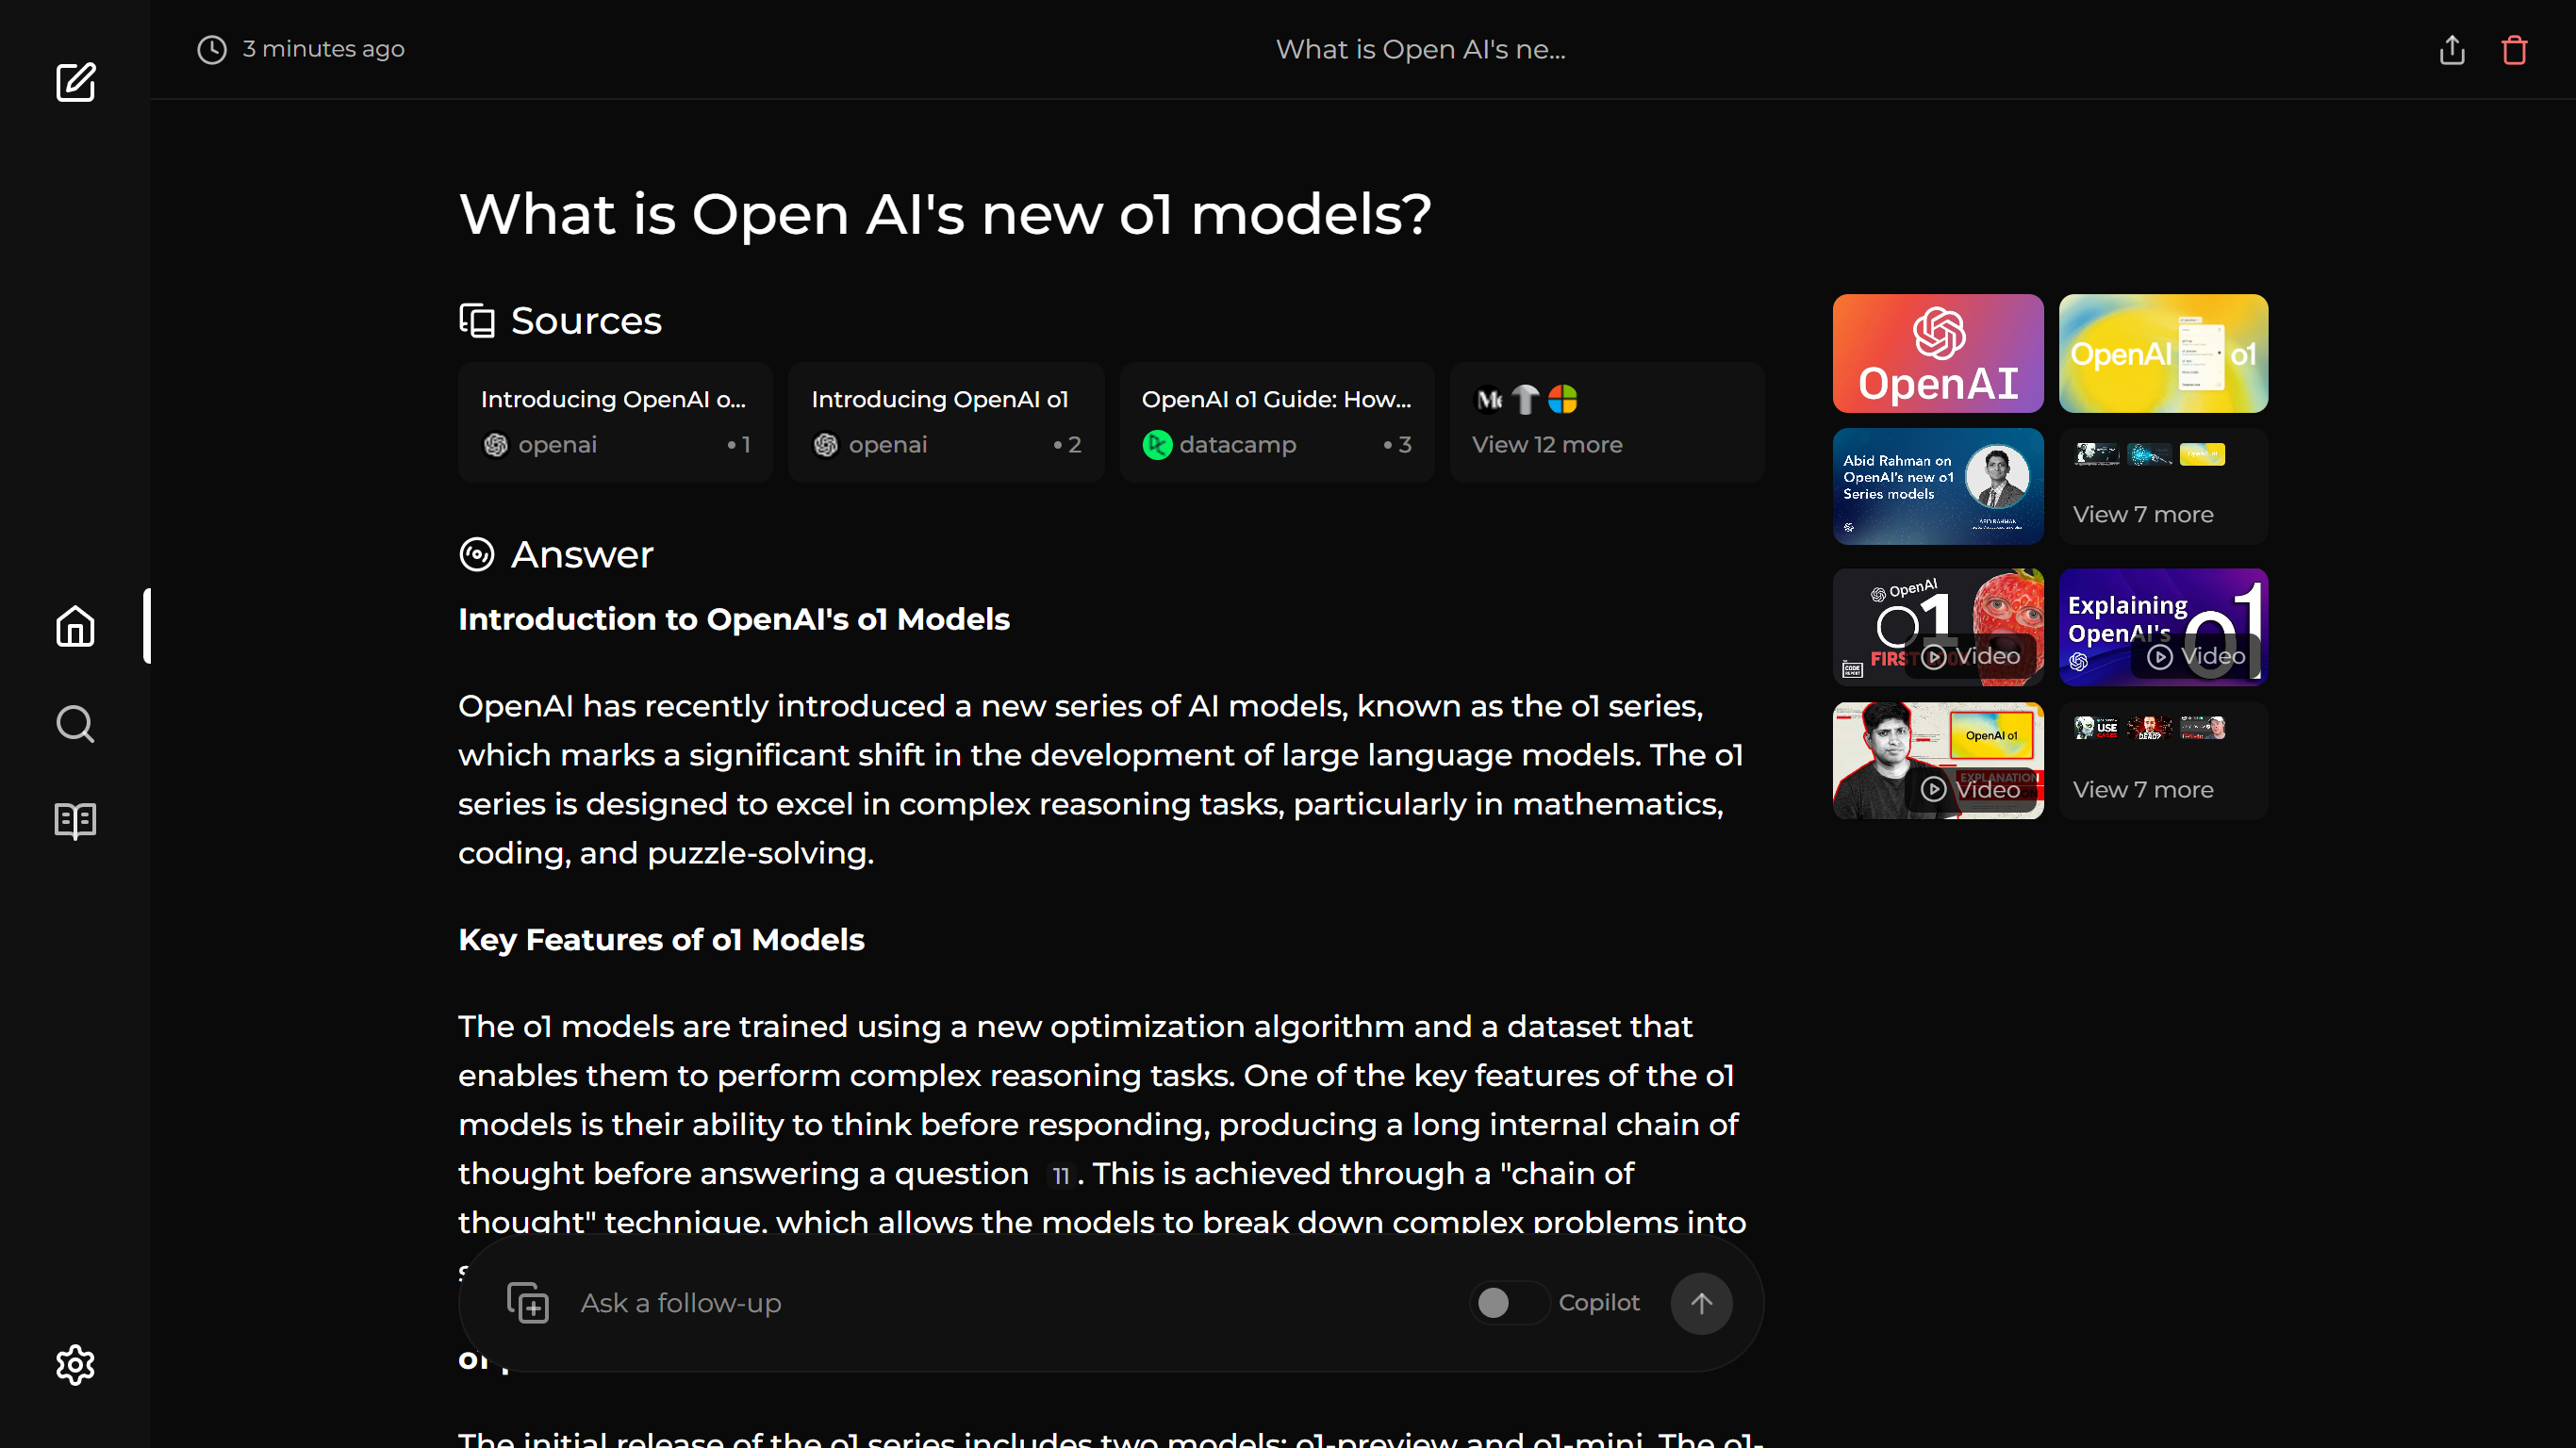 3 minutes ago
What is Open AI's ne...
What is Open AI's new o1 models?
Sources
Introducing OpenAI o...
openai
• 1
Introducing OpenAI o1
openai
• 2
OpenAI o1 Guide: How...
datacamp
• 3
View 12 more
Answer
Introduction to OpenAI's o1 Models
OpenAI has recently introduced a new series of AI models, known as the o1 series,
which marks a significant shift in the development of large language models. The o1
series is designed to excel in complex reasoning tasks, particularly in mathematics,
coding, and puzzle-solving.
Key Features of o1 Models
The o1 models are trained using a new optimization algorithm and a dataset that
enables them to perform complex reasoning tasks. One of the key features of the o1
models is their ability to think before responding, producing a long internal chain of
thought before answering a question 11. This is achieved through a "chain of
thought" technique, which allows the models to break down complex problems into
Ask a follow-up
Copilot
The initial release of the o1 series includes two models: o1-preview and o1-mini. The o1-
OpenAI
OpenAI o1
Abid Rahman on
OpenAI's new o1
Series models
ABID RAHMAN
View 7 more
OpenAI
o1
FIRST
THE
CODE
REPORT
Video
Explaining
OpenAI's
o1
Video
OpenAI o1
EXPLANATION
Video
USE
DEAD?
View 7 more